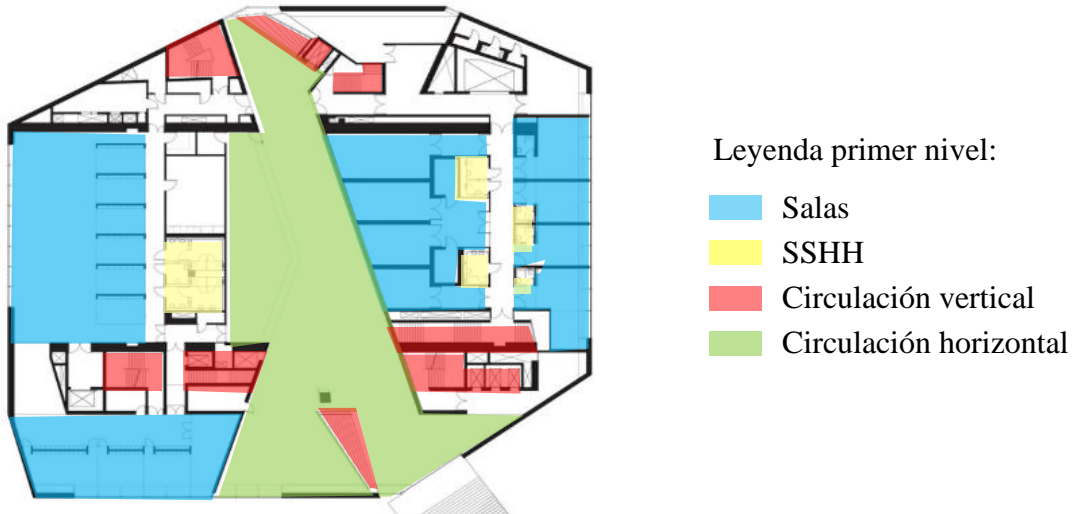 Leyenda primer nivel:
Salas
SSHH
Circulación vertical
Circulación horizontal